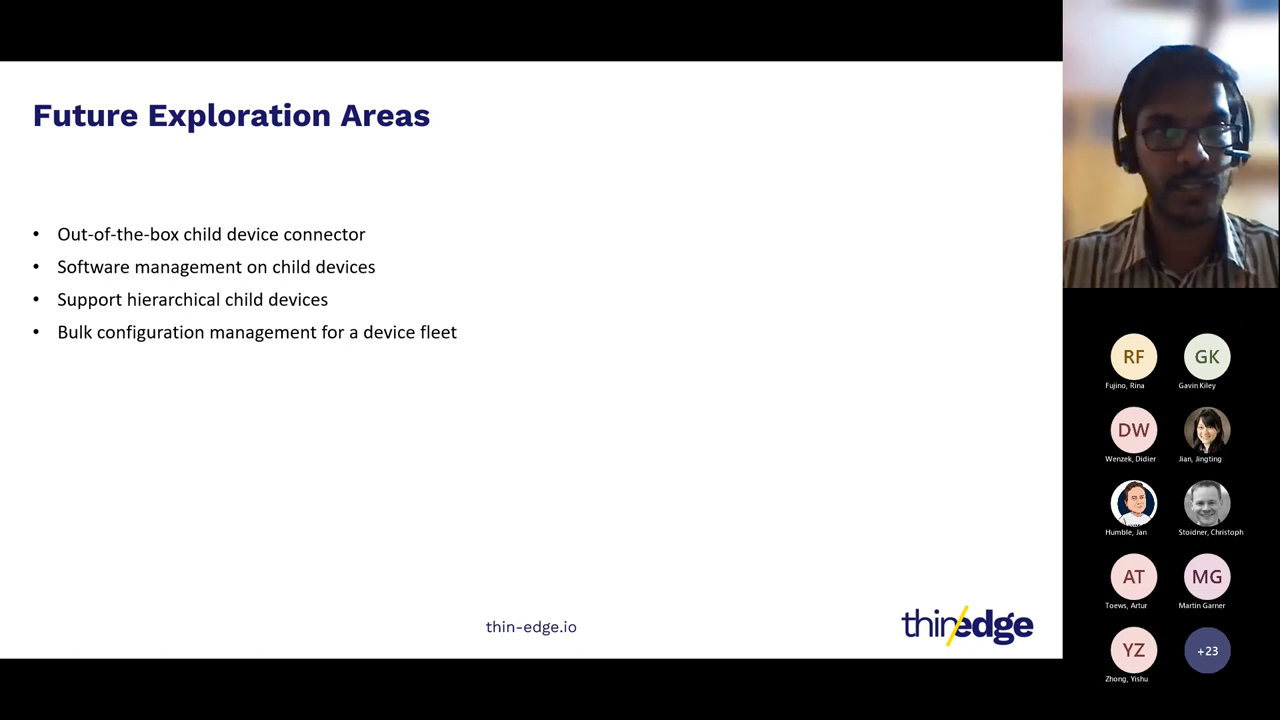 Future Exploration Areas
• Out-of-the-box child device connector
• Software management on child devices
• Support hierarchical child devices
• Bulk configuration management for a device fleet
thin-edge.io
thin/edge
RF
GK
Fujino, Rina
Gavin Kiley
DW
Wenzek, Didier
Jian, Jingting
Humble, Jan
Stoidner, Christoph
AT
MG
Toews, Artur
Martin Garner
YZ
+23
Zhong, Yishu